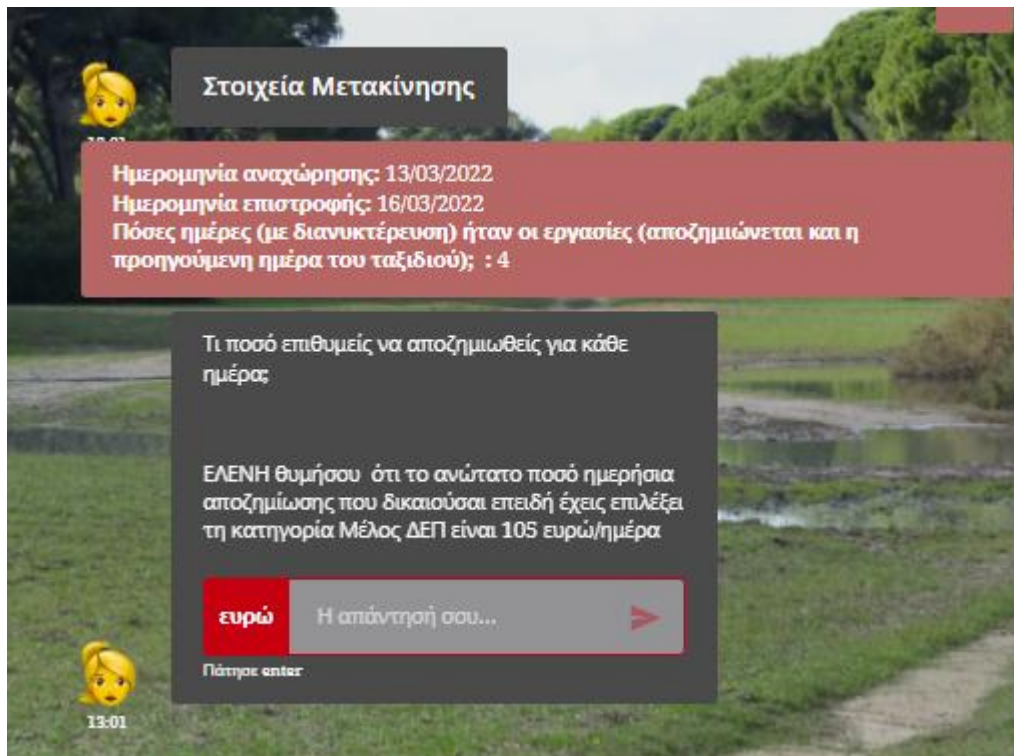 Στοιχεία Μετακίνησης
Ημερομηνία αναχώρησης: 13/03/2022
Ημερομηνία επιστροφής: 16/03/2022
Πόσες ημέρες (με διανυκτέρευση) ήταν οι εργασίες (αποζημιώνεται και η
προηγούμενη ημέρα του ταξιδιού); : 4
Τι ποσό επιθυμείς να αποζημιωθείς για κάθε
ημέρα;
ΕΛΕΝΗ θυμήσου ότι το ανώτατο ποσό ημερήσια
αποζημίωσης που δικαιούσαι επειδή έχεις επιλέξει
τη κατηγορία Μέλος ΔΕΠ είναι 105 ευρώ/ημέρα
ευρώ Η απάντησή σου...
Πάτησε enter
13:01